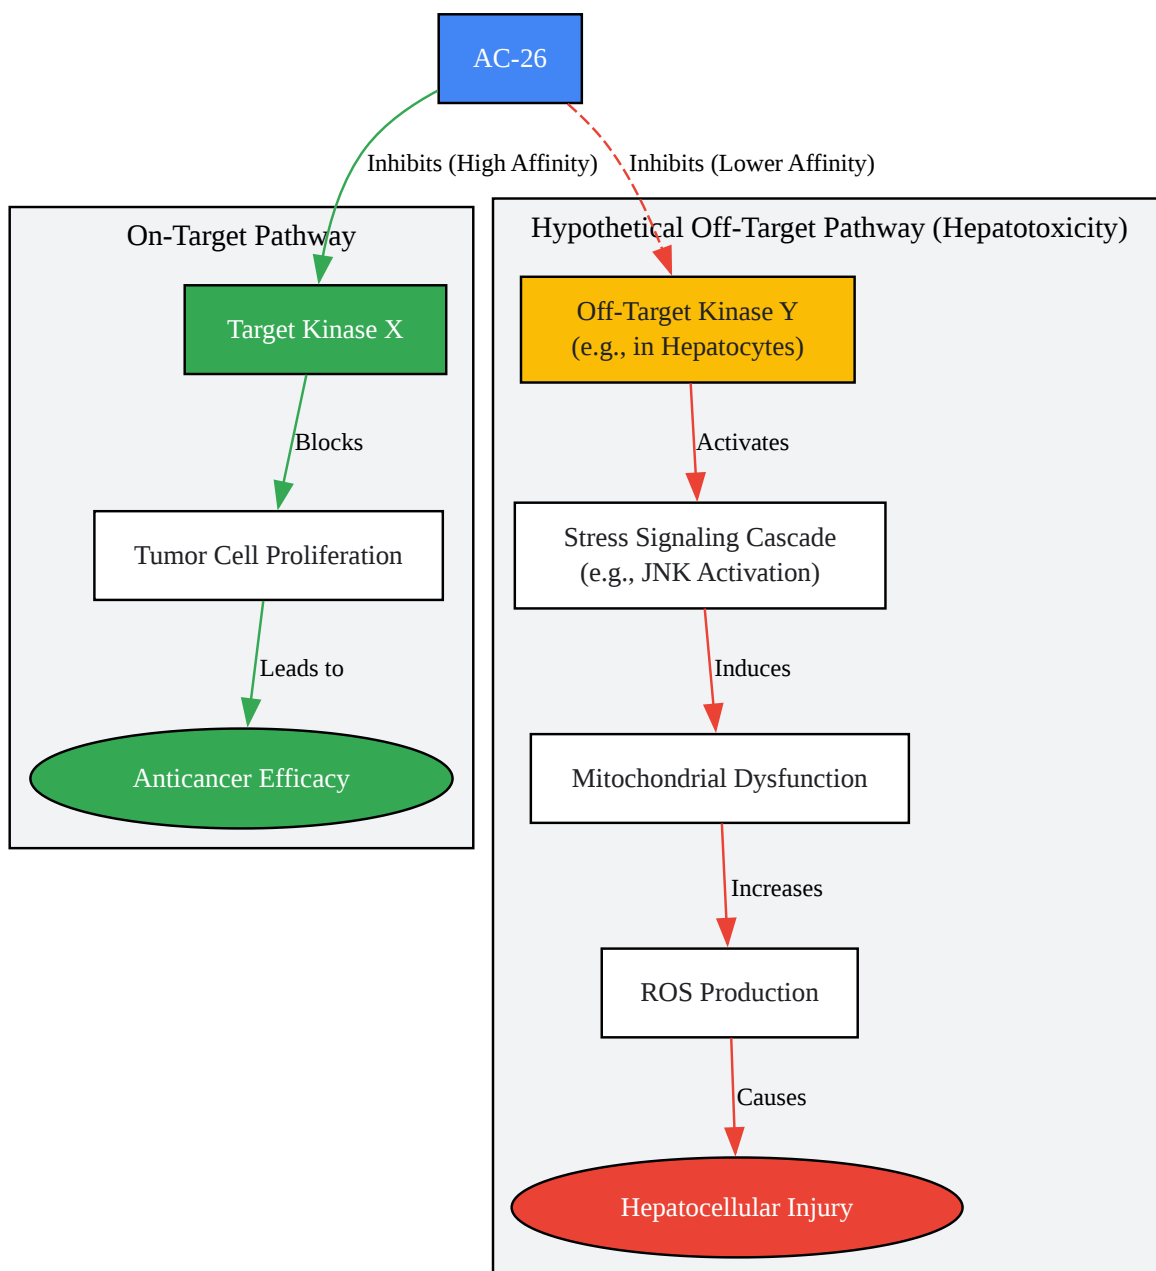 AC-26
Inhibits (High Affinity)
Inhibits (Lower Affinity)
On-Target Pathway
Target Kinase X
Blocks
Tumor Cell Proliferation
Leads to
Anticancer Efficacy
Hypothetical Off-Target Pathway (Hepatotoxicity)
Off-Target Kinase Y
(e.g., in Hepatocytes)
Activates
Stress Signaling Cascade
(e.g., JNK Activation)
Induces
Mitochondrial Dysfunction
Increases
ROS Production
Causes
Hepatocellular Injury